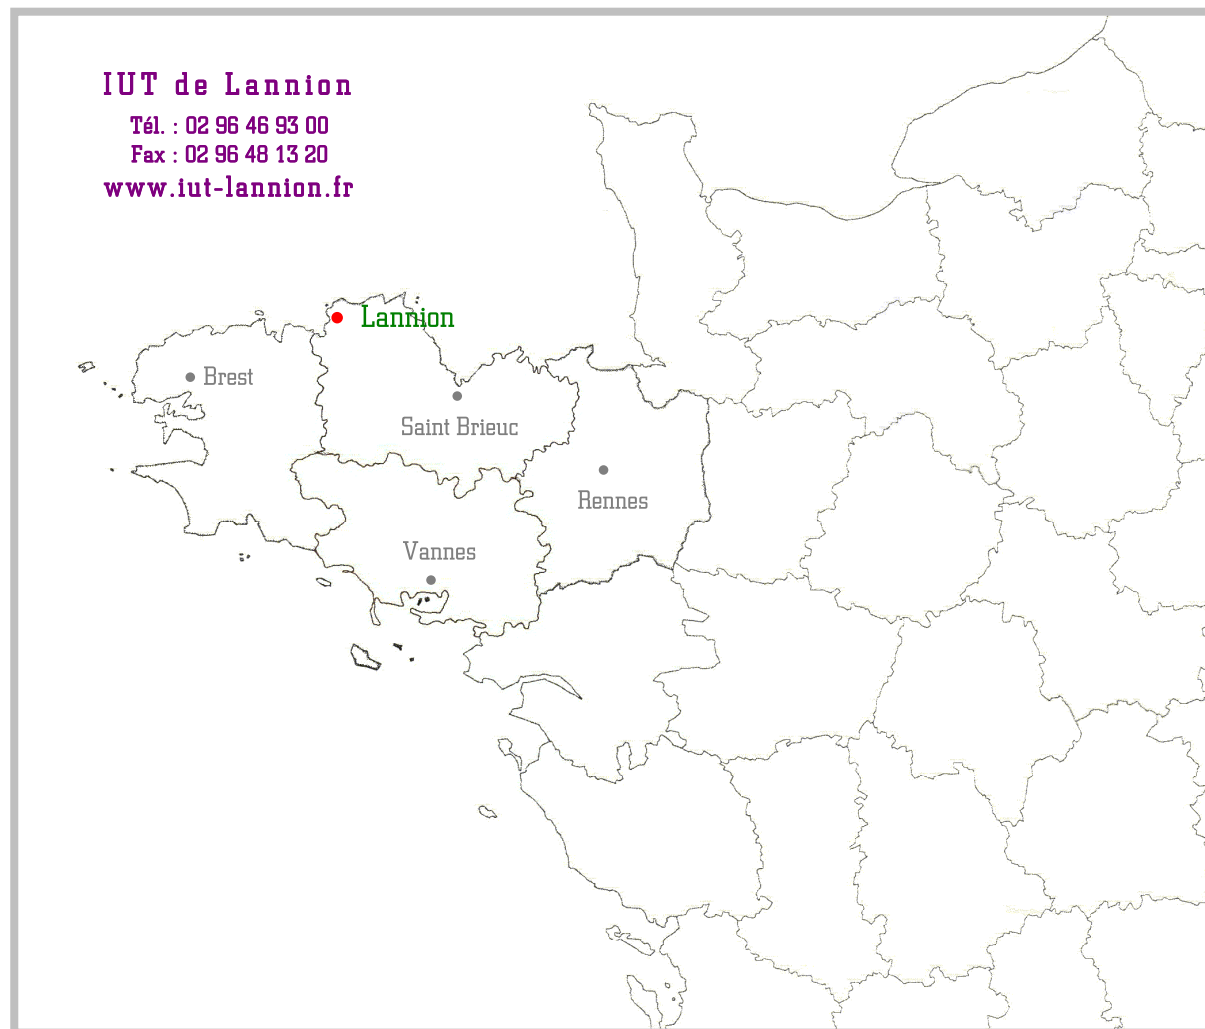 IUT de Lannion
Tél. : 02 96 46 93 00
Fax : 02 96 48 13 20
www.iut-lannion.fr
Lannion
Brest
Saint Brieuc
Rennes
Vannes